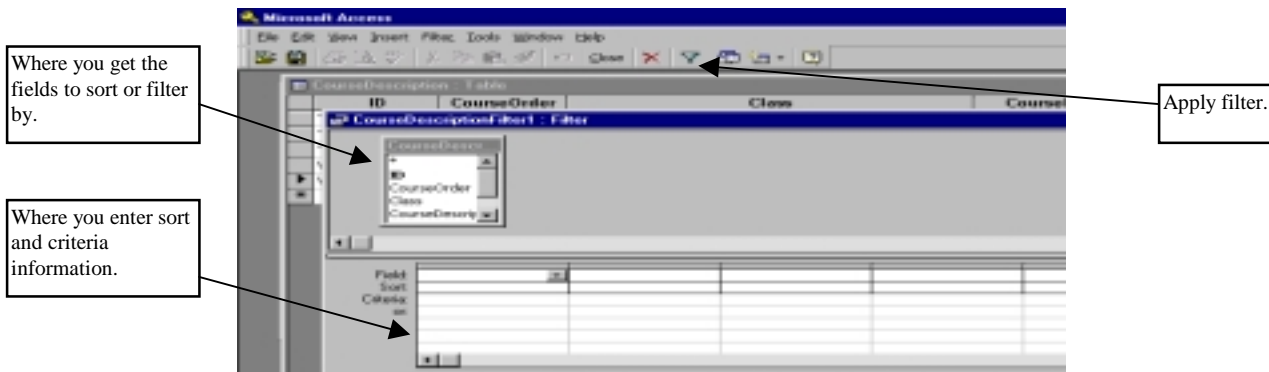 Microsoft Access
File Edit View Insert Filter Tools Window Help
Close
Where you get the
fields to sort or filter
by.
Apply filter.
CourseDescription : Table
ID CourseOrder Class
CourseDescriptionFilter1 : Filter
CourseDescr...
*
ID
CourseOrder
Class
CourseDescrip
Where you enter sort
and criteria
information.
Field:
Sort:
Criteria:
or: